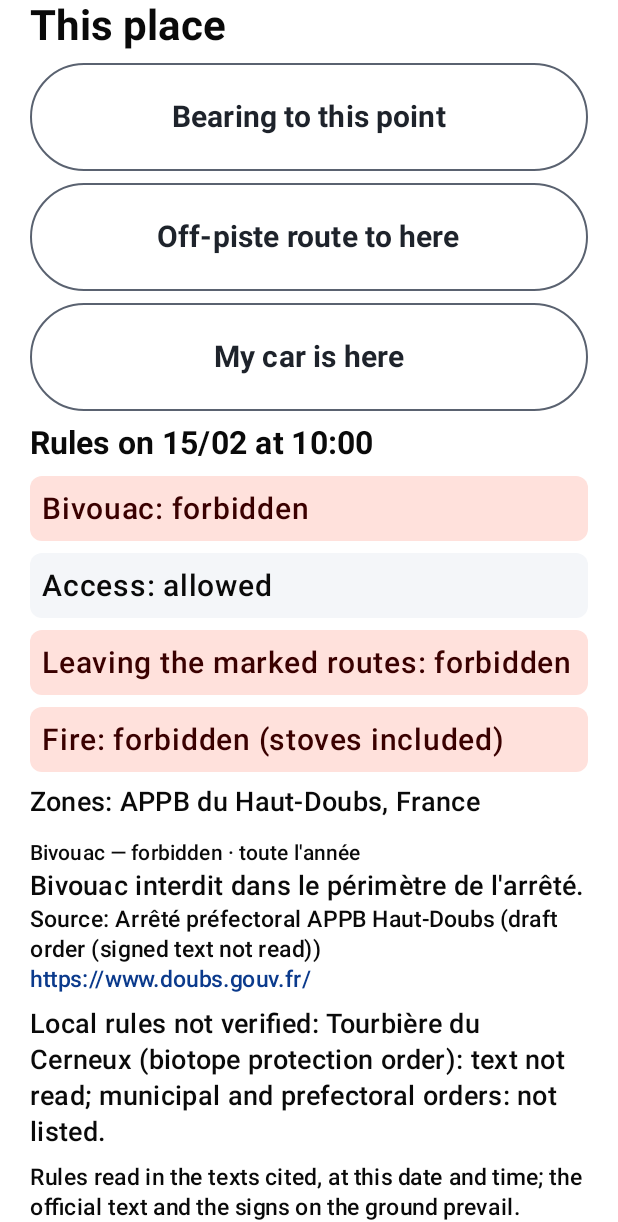 This place
Bearing to this point
Off-piste route to here
My car is here
Rules on 15/02 at 10:00
Bivouac: forbidden
Access: allowed
Leaving the marked routes: forbidden
Fire: forbidden (stoves included)
Zones: APPB du Haut-Doubs, France
Bivouac — forbidden · toute l'année
Bivouac interdit dans le périmètre de l'arrêté.
Source: Arrêté préfectoral APPB Haut-Doubs (draft
order (signed text not read))
https://www.doubs.gouv.fr/
Local rules not verified: Tourbière du
Cerneux (biotope protection order): text not
read; municipal and prefectoral orders: not
listed.
Rules read in the texts cited, at this date and time; the
official text and the signs on the ground prevail.